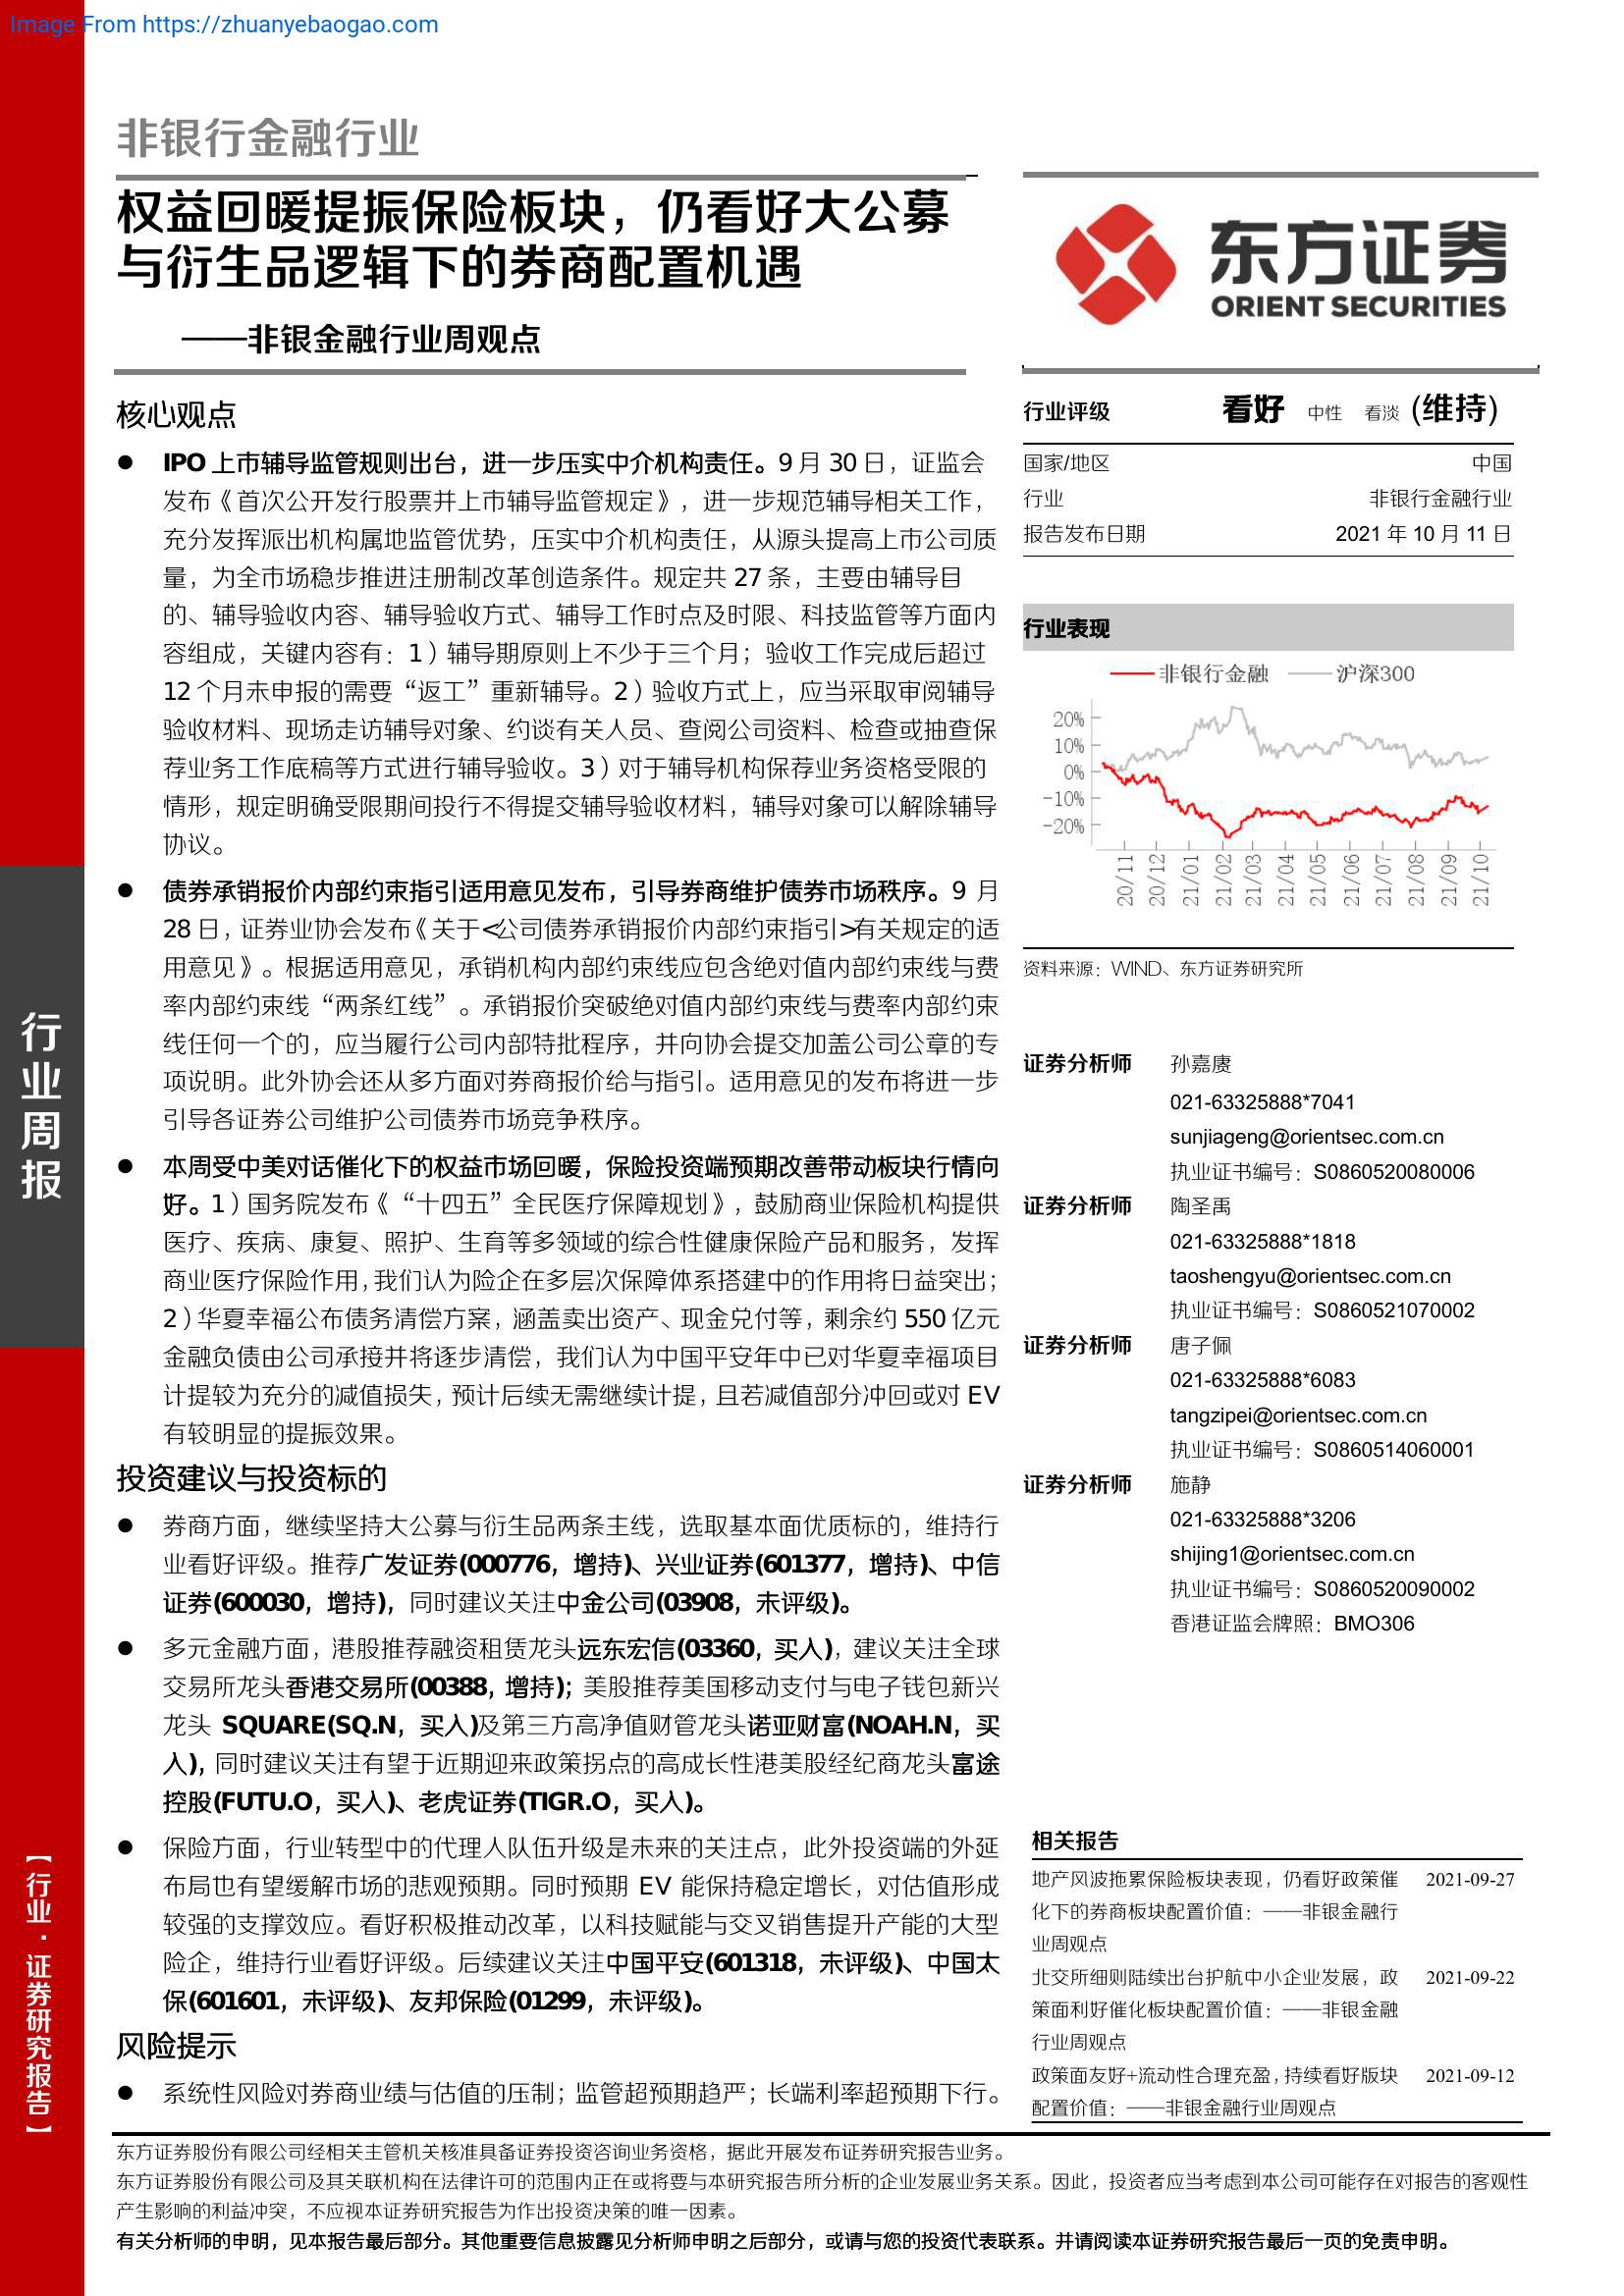 Image From https://zhuanyebaogao.com
非银行金融行业
权益回暖提振保险板块，仍看好大公募
与衍生品逻辑下的券商配置机遇
——非银金融行业周观点
核心观点
● IPO 上市辅导监管规则出台，进一步压实中介机构责任。9 月 30 日，证监会
发布《首次公开发行股票并上市辅导监管规定》，进一步规范辅导相关工作，
充分发挥派出机构属地监管优势，压实中介机构责任，从源头提高上市公司质
量，为全市场稳步推进注册制改革创造条件。规定共 27 条，主要由辅导目
的、辅导验收内容、辅导验收方式、辅导工作时点及时限、科技监管等方面内
容组成，关键内容有：1）辅导期原则上不少于三个月；验收工作完成后超过
12 个月未申报的需要“返工”重新辅导。2）验收方式上，应当采取审阅辅导
验收材料、现场走访辅导对象、约谈有关人员、查阅公司资料、检查或抽查保
荐业务工作底稿等方式进行辅导验收。3）对于辅导机构保荐业务资格受限的
情形，规定明确受限期间投行不得提交辅导验收材料，辅导对象可以解除辅导
协议。
● 债券承销报价内部约束指引适用意见发布，引导券商维护债券市场秩序。9 月
28 日，证券业协会发布《关于<公司债券承销报价内部约束指引>有关规定的适
用意见》。根据适用意见，承销机构内部约束线应包含绝对值内部约束线与费
率内部约束线“两条红线”。承销报价突破绝对值内部约束线与费率内部约束
线任何一个的，应当履行公司内部特批程序，并向协会提交加盖公司公章的专
项说明。此外协会还从多方面对券商报价给与指引。适用意见的发布将进一步
引导各证券公司维护公司债券市场竞争秩序。
● 本周受中美对话催化下的权益市场回暖，保险投资端预期改善带动板块行情向
好。1）国务院发布《“十四五”全民医疗保障规划》，鼓励商业保险机构提供
医疗、疾病、康复、照护、生育等多领域的综合性健康保险产品和服务，发挥
商业医疗保险作用，我们认为险企在多层次保障体系搭建中的作用将日益突出；
2）华夏幸福公布债务清偿方案，涵盖卖出资产、现金兑付等，剩余约 550 亿元
金融负债由公司承接并将逐步清偿，我们认为中国平安年中已对华夏幸福项目
计提较为充分的减值损失，预计后续无需继续计提，且若减值部分冲回或对 EV
有较明显的提振效果。
投资建议与投资标的
● 券商方面，继续坚持大公募与衍生品两条主线，选取基本面优质标的，维持行
业看好评级。推荐广发证券(000776，增持)、兴业证券(601377，增持)、中信
证券(600030，增持)，同时建议关注中金公司(03908，未评级)。
● 多元金融方面，港股推荐融资租赁龙头远东宏信(03360，买入)，建议关注全球
交易所龙头香港交易所(00388，增持)；美股推荐美国移动支付与电子钱包新兴
龙头 SQUARE(SQ.N，买入)及第三方高净值财管龙头诺亚财富(NOAH.N，买
入)，同时建议关注有望于近期迎来政策拐点的高成长性港美股经纪商龙头富途
控股(FUTU.O，买入)、老虎证券(TIGR.O，买入)。
● 保险方面，行业转型中的代理人队伍升级是未来的关注点，此外投资端的外延
布局也有望缓解市场的悲观预期。同时预期 EV 能保持稳定增长，对估值形成
较强的支撑效应。看好积极推动改革，以科技赋能与交叉销售提升产能的大型
险企，维持行业看好评级。后续建议关注中国平安(601318，未评级)、中国太
保(601601，未评级)、友邦保险(01299，未评级)。
风险提示
● 系统性风险对券商业绩与估值的压制；监管超预期趋严；长端利率超预期下行。
东方证券
ORIENT SECURITIES
行业评级 看好 中性 看淡 (维持)
国家/地区 中国
行业 非银行金融行业
报告发布日期 2021 年 10 月 11 日
行业表现
非银行金融 沪深300
20%
10%
0%
-10%
-20%
20/11 20/12 21/01 21/02 21/03 21/04 21/05 21/06 21/07 21/08 21/09 21/10
资料来源：WIND、东方证券研究所
证券分析师 孙嘉赓
021-63325888*7041
sunjiageng@orientsec.com.cn
执业证书编号：S0860520080006
证券分析师 陶圣禹
021-63325888*1818
taoshengyu@orientsec.com.cn
执业证书编号：S0860521070002
证券分析师 唐子佩
021-63325888*6083
tangzipei@orientsec.com.cn
执业证书编号：S0860514060001
证券分析师 施静
021-63325888*3206
shijing1@orientsec.com.cn
执业证书编号：S0860520090002
香港证监会牌照：BMO306
相关报告
地产风波拖累保险板块表现，仍看好政策催 2021-09-27
化下的券商板块配置价值：——非银金融行
业周观点
北交所细则陆续出台护航中小企业发展，政 2021-09-22
策面利好催化板块配置价值：——非银金融
行业周观点
政策面友好+流动性合理充盈，持续看好版块 2021-09-12
配置价值：——非银金融行业周观点
行业周报
【行业·证券研究报告】
东方证券股份有限公司经相关主管机关核准具备证券投资咨询业务资格，据此开展发布证券研究报告业务。
东方证券股份有限公司及其关联机构在法律许可的范围内正在或将要与本研究报告所分析的企业发展业务关系。因此，投资者应当考虑到本公司可能存在对报告的客观性
产生影响的利益冲突，不应视本证券研究报告为作出投资决策的唯一因素。
有关分析师的申明，见本报告最后部分。其他重要信息披露见分析师申明之后部分，或请与您的投资代表联系。并请阅读本证券研究报告最后一页的免责申明。